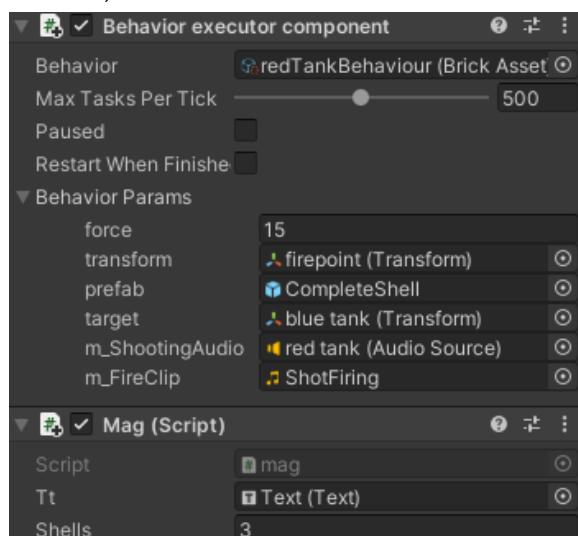 Behavior executor component
Behavior redTankBehaviour (Brick Asset
Max Tasks Per Tick 500
Paused
Restart When Finishe
Behavior Params
force 15
transform firepoint (Transform)
prefab CompleteShell
target blue tank (Transform)
m_ShootingAudio red tank (Audio Source)
m_FireClip ShotFiring
Mag (Script)
Script mag
Tt Text (Text)
Shells 3